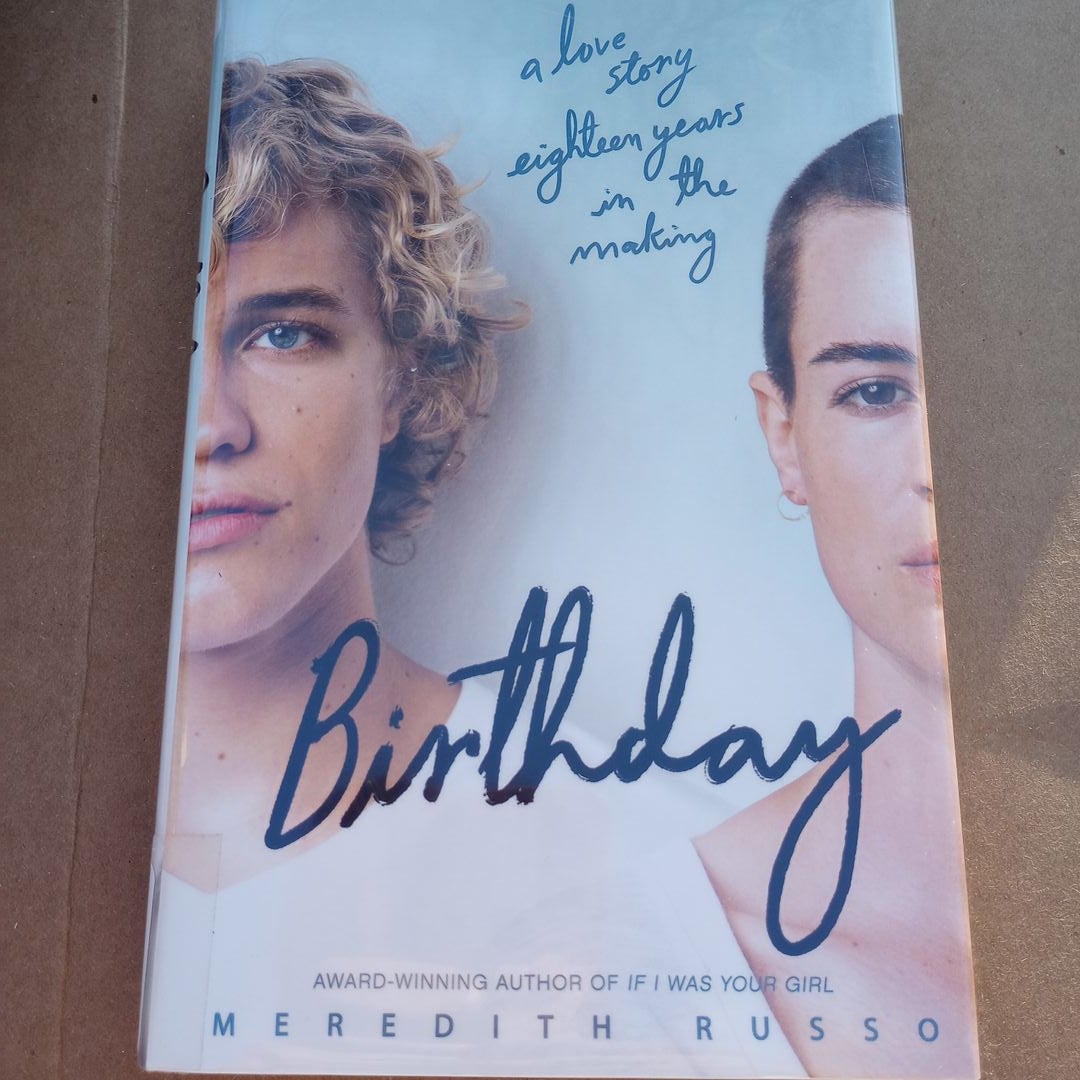 a love
story
eighteen years
in the
making
Birthday
AWARD-WINNING AUTHOR OF IF I WAS YOUR GIRL
MEREDITH RUSSO